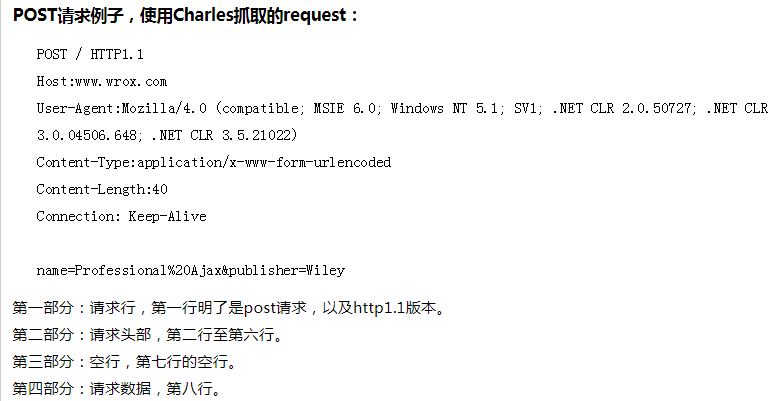 POST请求例子，使用Charles抓取的request：
POST / HTTP1.1
Host:www.wrox.com
User-Agent:Mozilla/4.0 (compatible; MSIE 6.0; Windows NT 5.1; SV1; .NET CLR 2.0.50727; .NET CLR
3.0.04506.648; .NET CLR 3.5.21022)
Content-Type:application/x-www-form-urlencoded
Content-Length:40
Connection: Keep-Alive
name=Professional%20Ajax&publisher=Wiley
第一部分：请求行，第一行明了是post请求，以及http1.1版本。
第二部分：请求头部，第二行至第六行。
第三部分：空行，第七行的空行。
第四部分：请求数据，第八行。